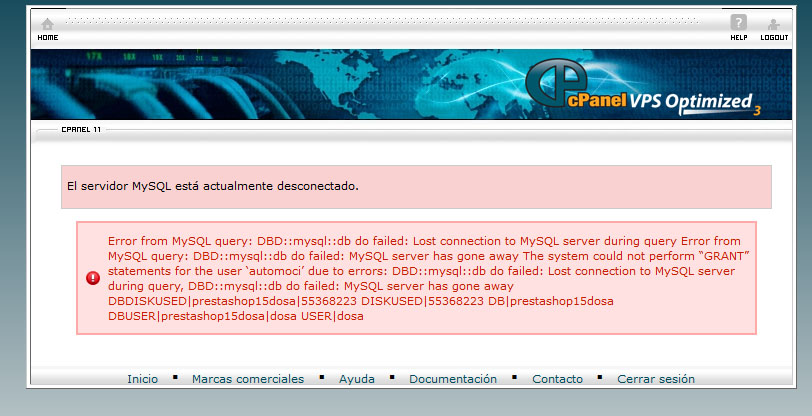 HOME
HELP
LOGOUT
cPanel VPS Optimized 3
CPANEL 11
El servidor MySQL está actualmente desconectado.
Error from MySQL query: DBD::mysql::db do failed: Lost connection to MySQL server during query Error from
MySQL query: DBD::mysql::db do failed: MySQL server has gone away The system could not perform “GRANT”
statements for the user ‘automoci’ due to errors: DBD::mysql::db do failed: Lost connection to MySQL server
during query, DBD::mysql::db do failed: MySQL server has gone away
DBDISKUSED|prestashop15dosa|55368223 DISKUSED|55368223 DB|prestashop15dosa
DBUSER|prestashop15dosa|dosa USER|dosa
Inicio ▪ Marcas comerciales ▪ Ayuda ▪ Documentación ▪ Contacto ▪ Cerrar sesión